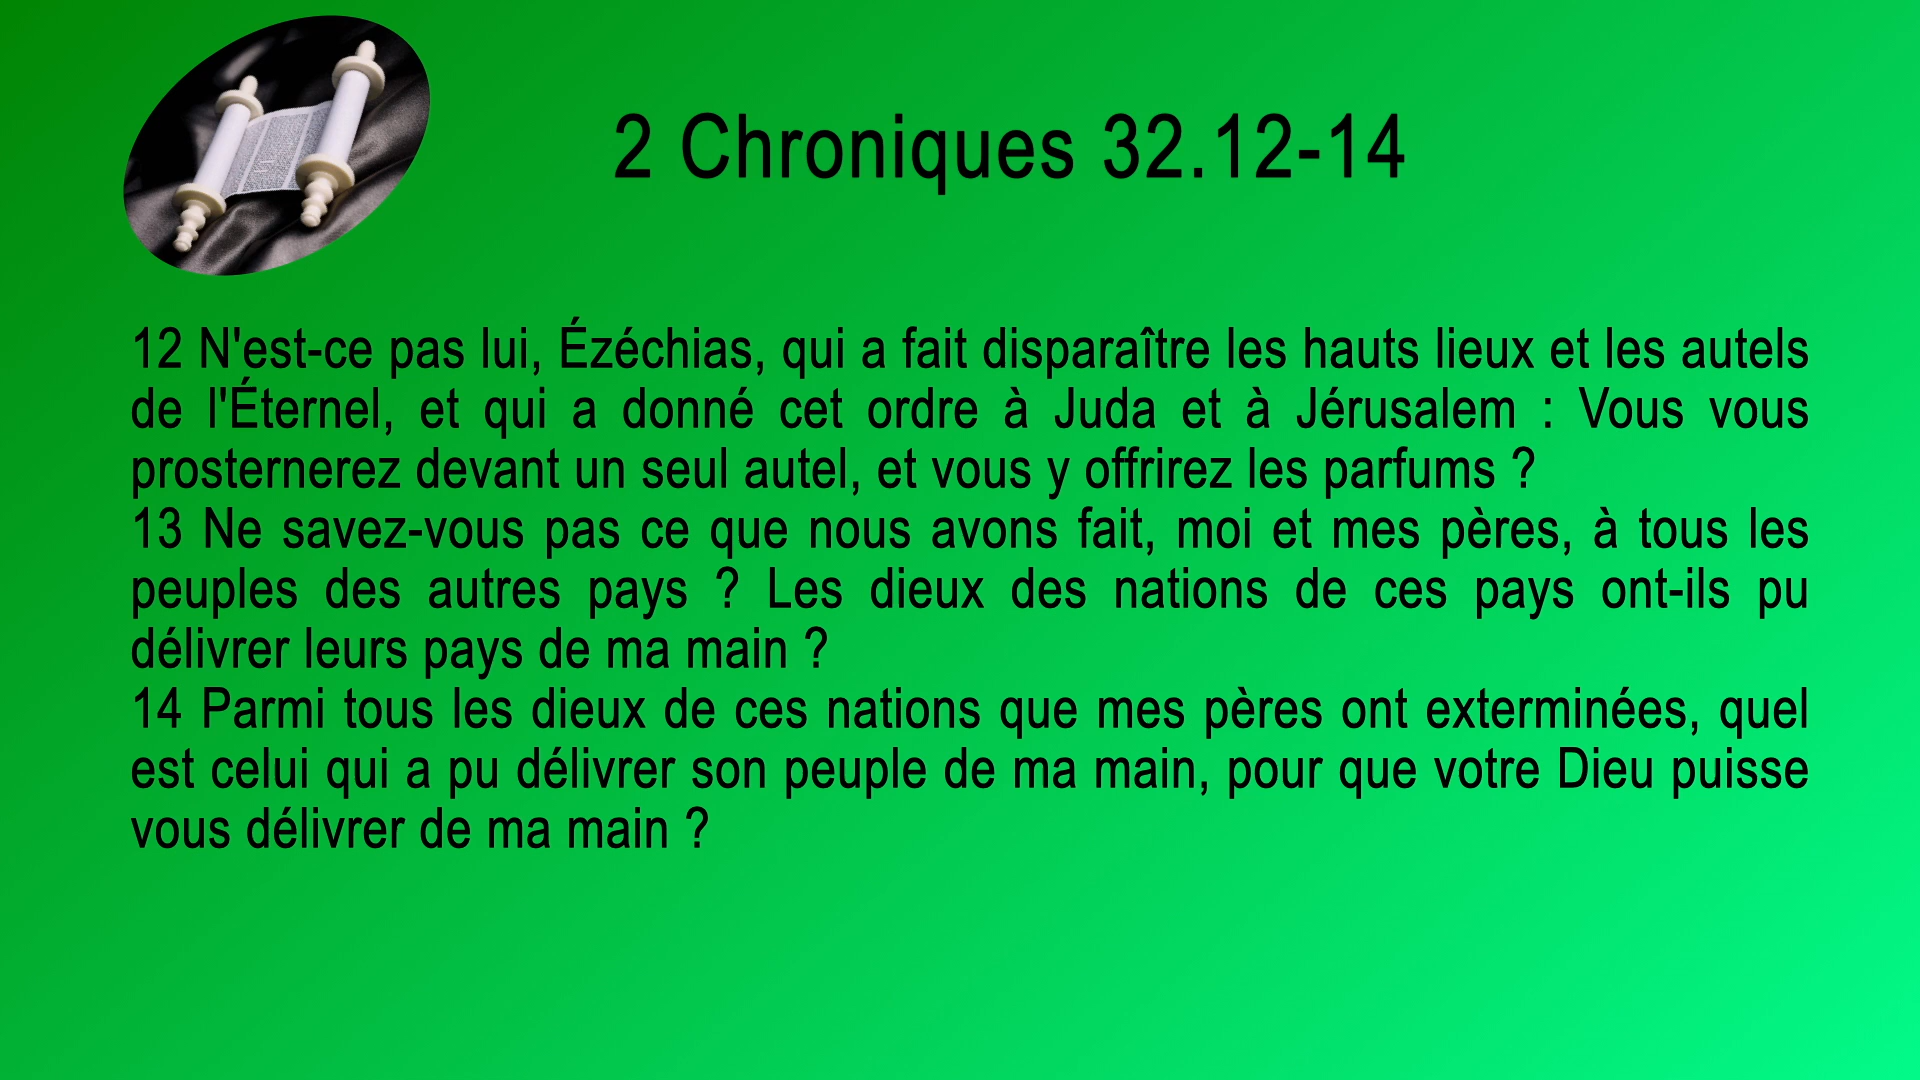 2 Chroniques 32.12-14
12 N'est-ce pas lui, Ézéchias, qui a fait disparaître les hauts lieux et les autels
de l'Éternel, et qui a donné cet ordre à Juda et à Jérusalem : Vous vous
prosternerez devant un seul autel, et vous y offrirez les parfums ?
13 Ne savez-vous pas ce que nous avons fait, moi et mes pères, à tous les
peuples des autres pays ? Les dieux des nations de ces pays ont-ils pu
délivrer leurs pays de ma main ?
14 Parmi tous les dieux de ces nations que mes pères ont exterminées, quel
est celui qui a pu délivrer son peuple de ma main, pour que votre Dieu puisse
vous délivrer de ma main ?